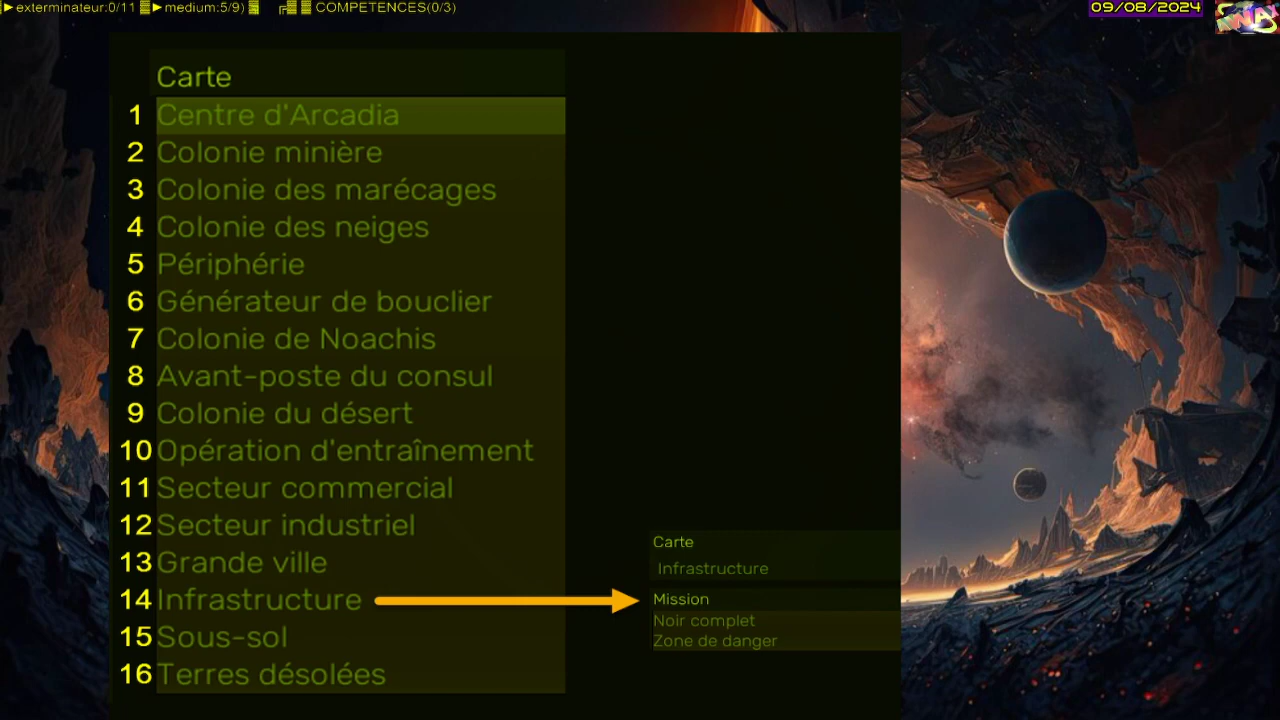 ►exterminateur:0/11 ▓►medium:5/9) ▓ ╔▓ ▓ COMPETENCES(0/3)
09/08/2024
Carte
1 Centre d'Arcadia
2 Colonie minière
3 Colonie des marécages
4 Colonie des neiges
5 Périphérie
6 Générateur de bouclier
7 Colonie de Noachis
8 Avant-poste du consul
9 Colonie du désert
10 Opération d'entraînement
11 Secteur commercial
12 Secteur industriel
13 Grande ville
14 Infrastructure
15 Sous-sol
16 Terres désolées
Carte
Infrastructure
Mission
Noir complet
Zone de danger